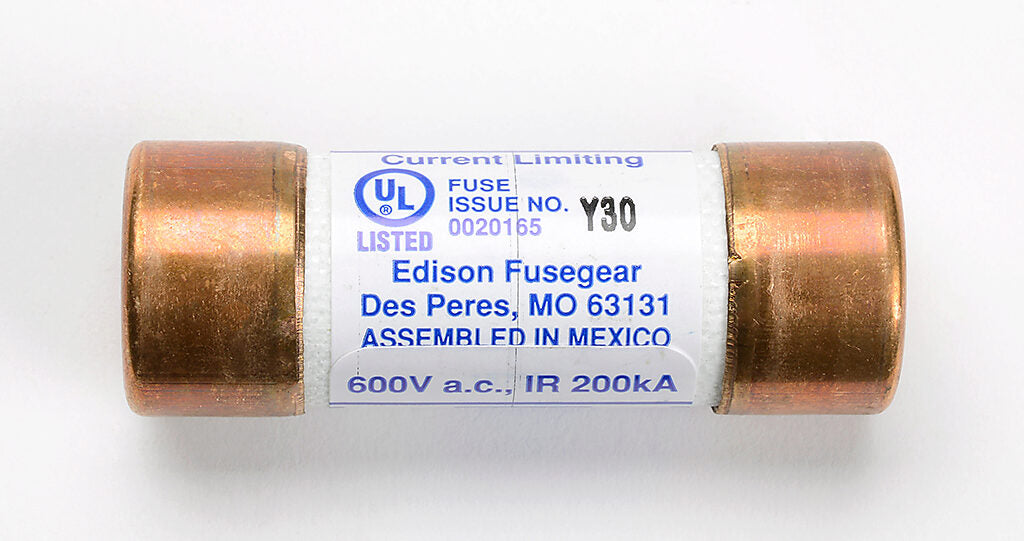 Current Limiting
UL
®
LISTED
FUSE
ISSUE NO. Y30
0020165
Edison Fusegear
Des Peres, MO 63131
ASSEMBLED IN MEXICO
600V a.c., IR 200kA